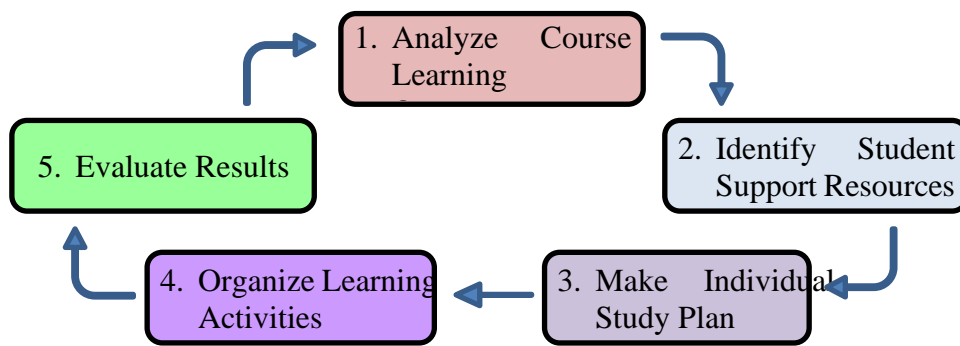 1. Analyze Course
Learning
2. Identify Student
Support Resources
3. Make Individual
Study Plan
4. Organize Learning
Activities
5. Evaluate Results